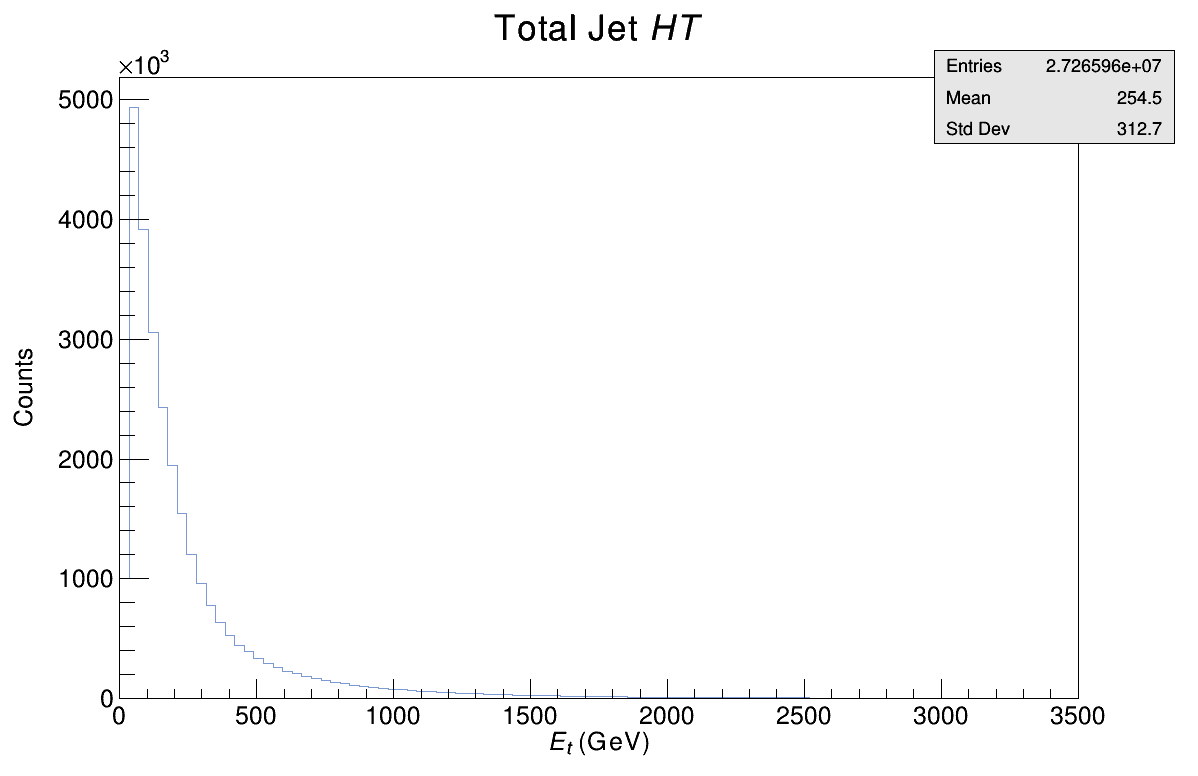 Total Jet HT
×10³
Entries 2.726596e+07
Mean 254.5
Std Dev 312.7
5000
4000
3000
2000
1000
0
Counts
0 500 1000 1500 2000 2500 3000 3500
Eₜ (GeV)